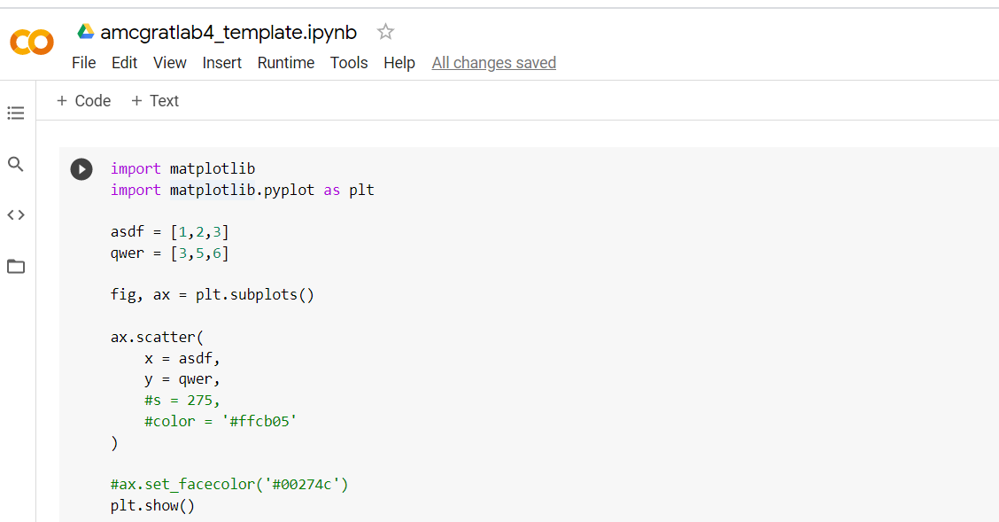 amcgratlab4_template.ipynb
File Edit View Insert Runtime Tools Help All changes saved
+ Code + Text
import matplotlib
import matplotlib.pyplot as plt
asdf = [1,2,3]
qwer = [3,5,6]
fig, ax = plt.subplots()
ax.scatter(
    x = asdf,
    y = qwer,
    #s = 275,
    #color = '#ffcb05'
)
#ax.set_facecolor('#00274c')
plt.show()